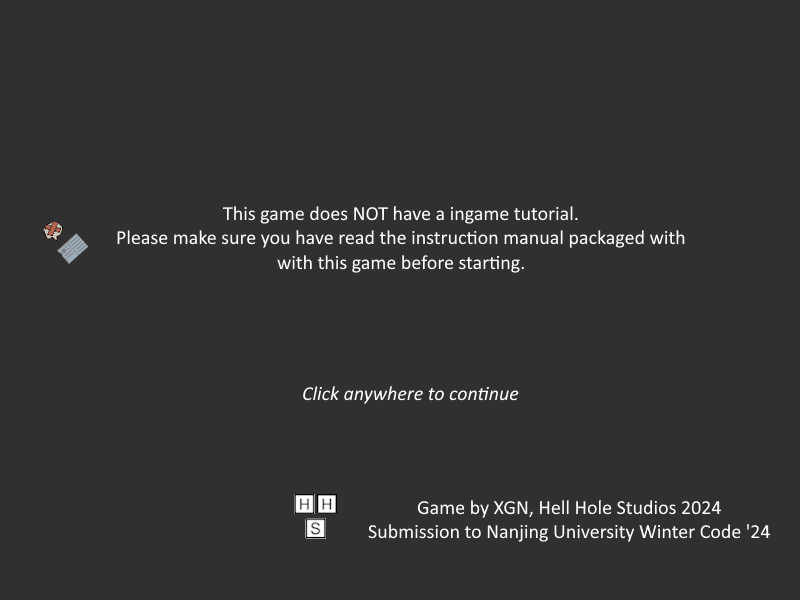 This game does NOT have a ingame tutorial.
Please make sure you have read the instruction manual packaged with
with this game before starting.
Click anywhere to continue
H H
S
Game by XGN, Hell Hole Studios 2024
Submission to Nanjing University Winter Code '24